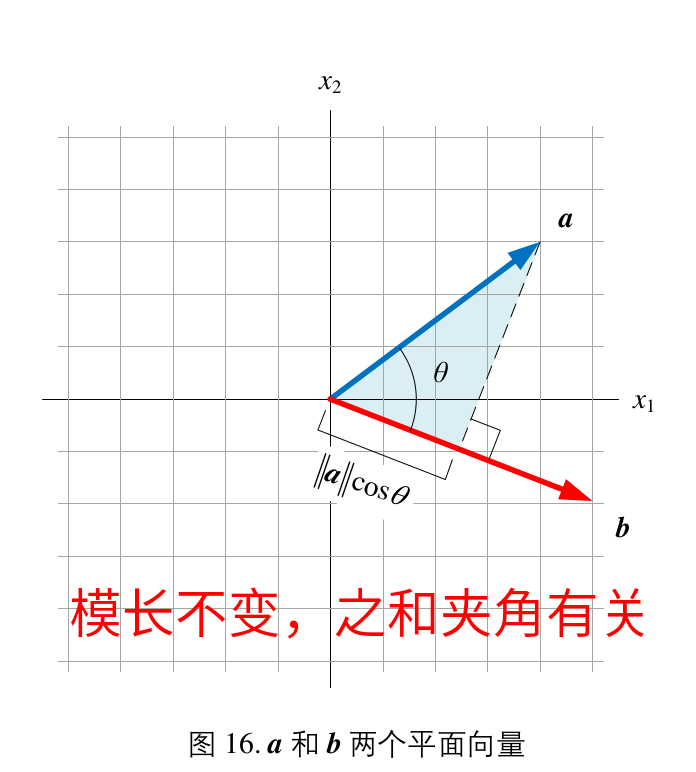 x₂
a
θ
x₁
‖a‖cosθ
b
模长不变，之和夹角有关
图 16. a 和 b 两个平面向量